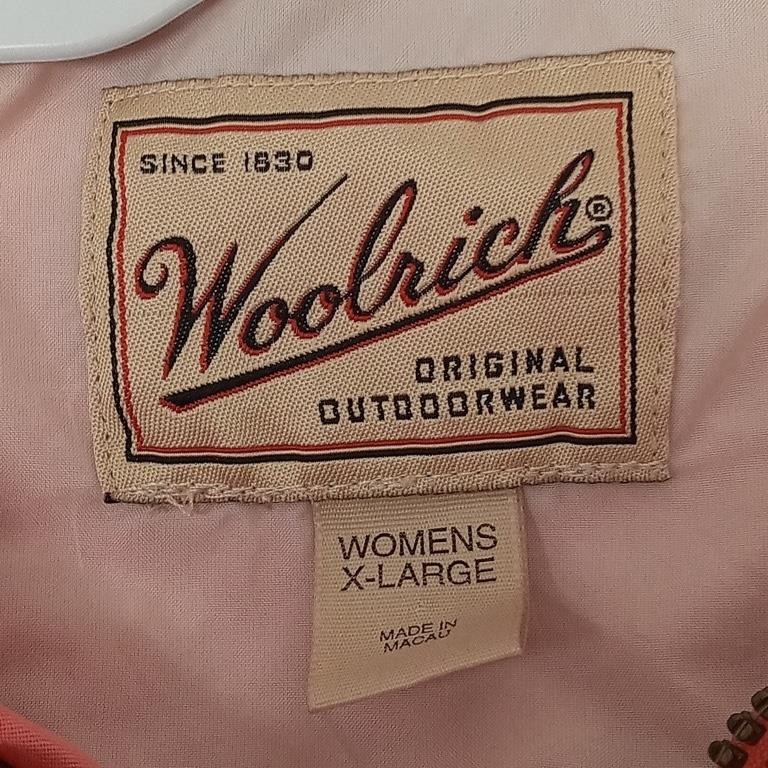 SINCE 1830
Woolrich®
ORIGINAL
OUTDOORWEAR
WOMENS
X-LARGE
MADE IN
MACAU